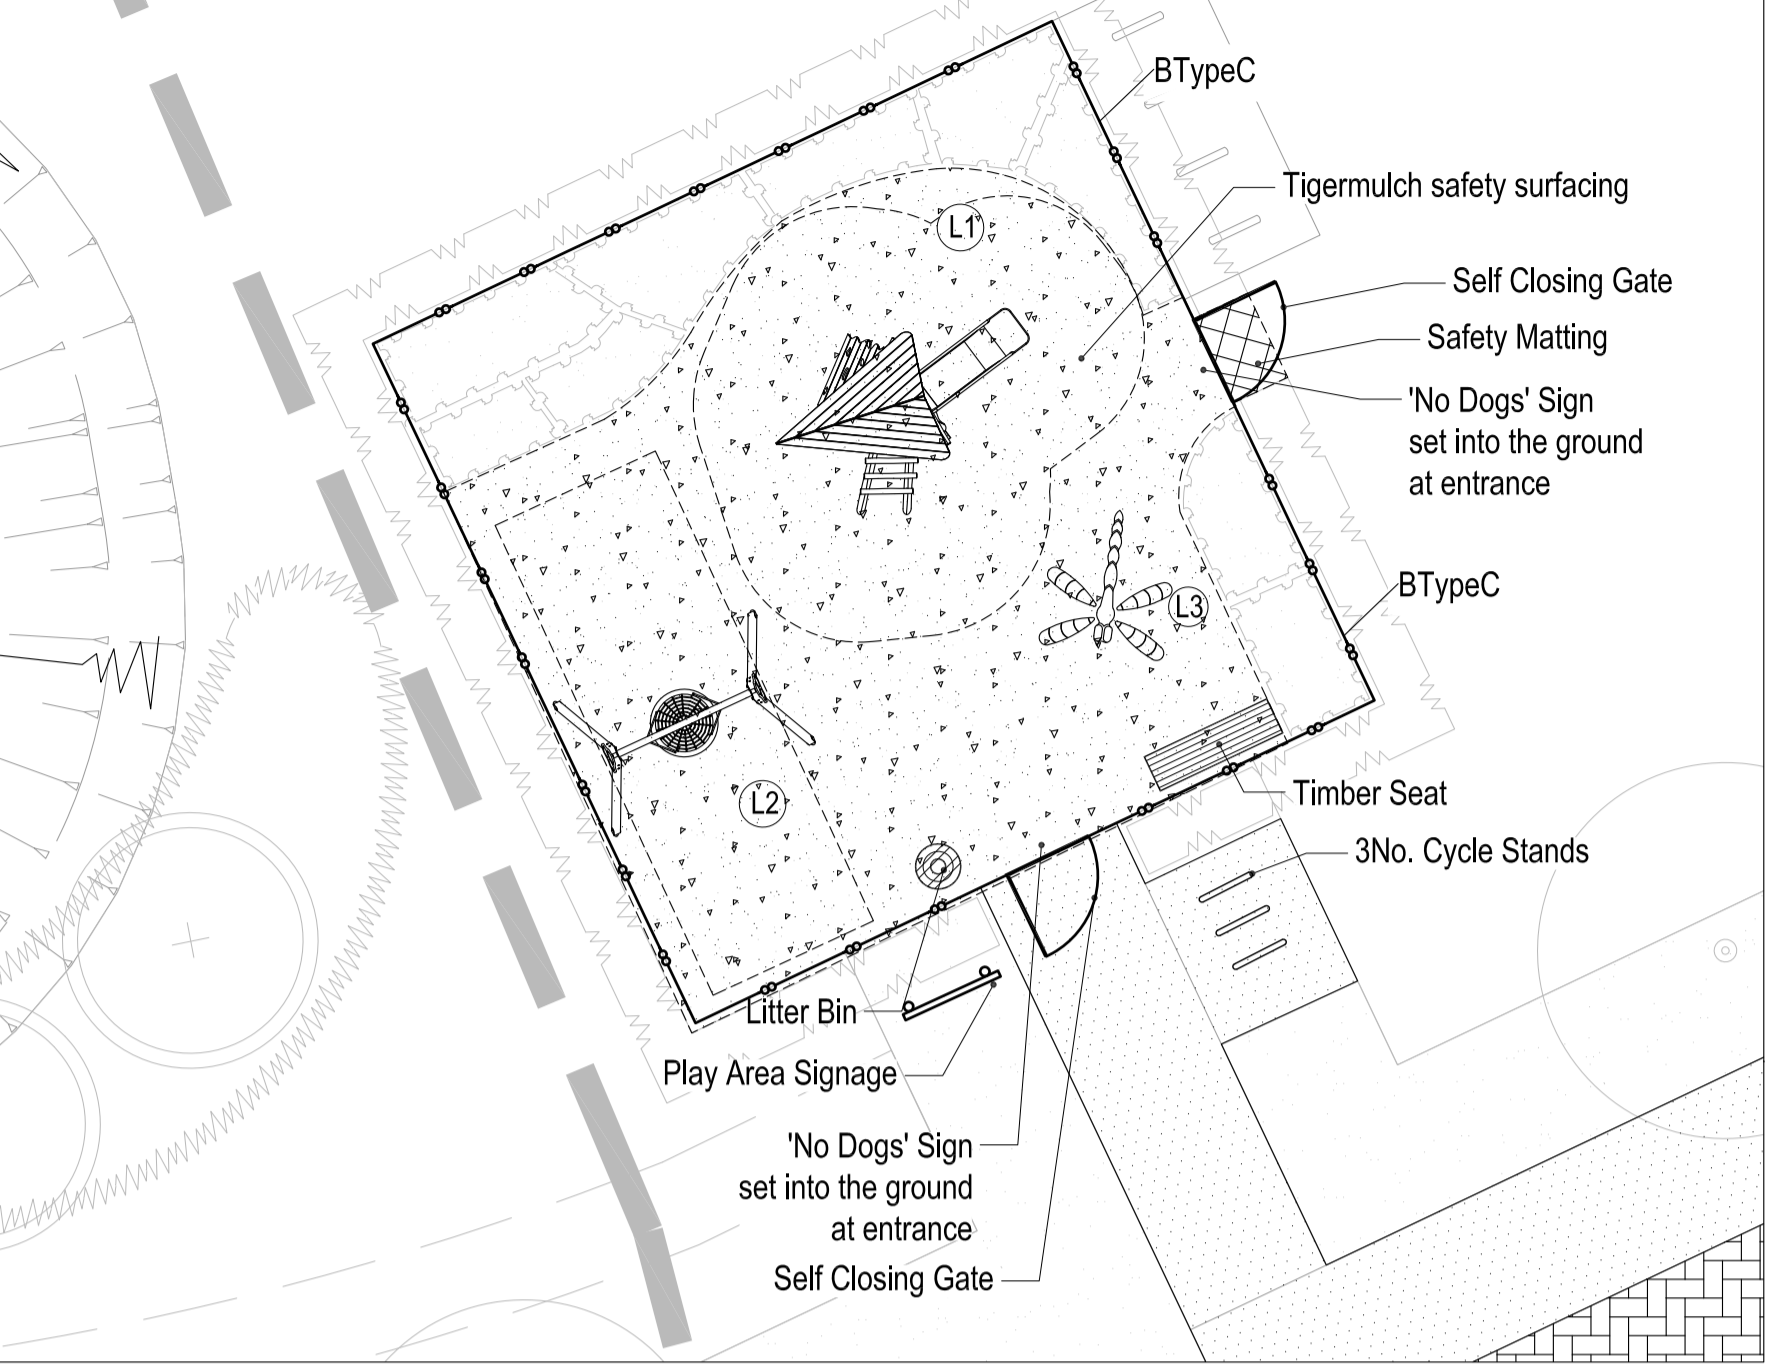 BTypeC
Tigermulch safety surfacing
L1
Self Closing Gate
Safety Matting
'No Dogs' Sign
set into the ground
at entrance
BTypeC
L3
Timber Seat
L2
3No. Cycle Stands
Litter Bin
Play Area Signage
'No Dogs' Sign
set into the ground
at entrance
Self Closing Gate